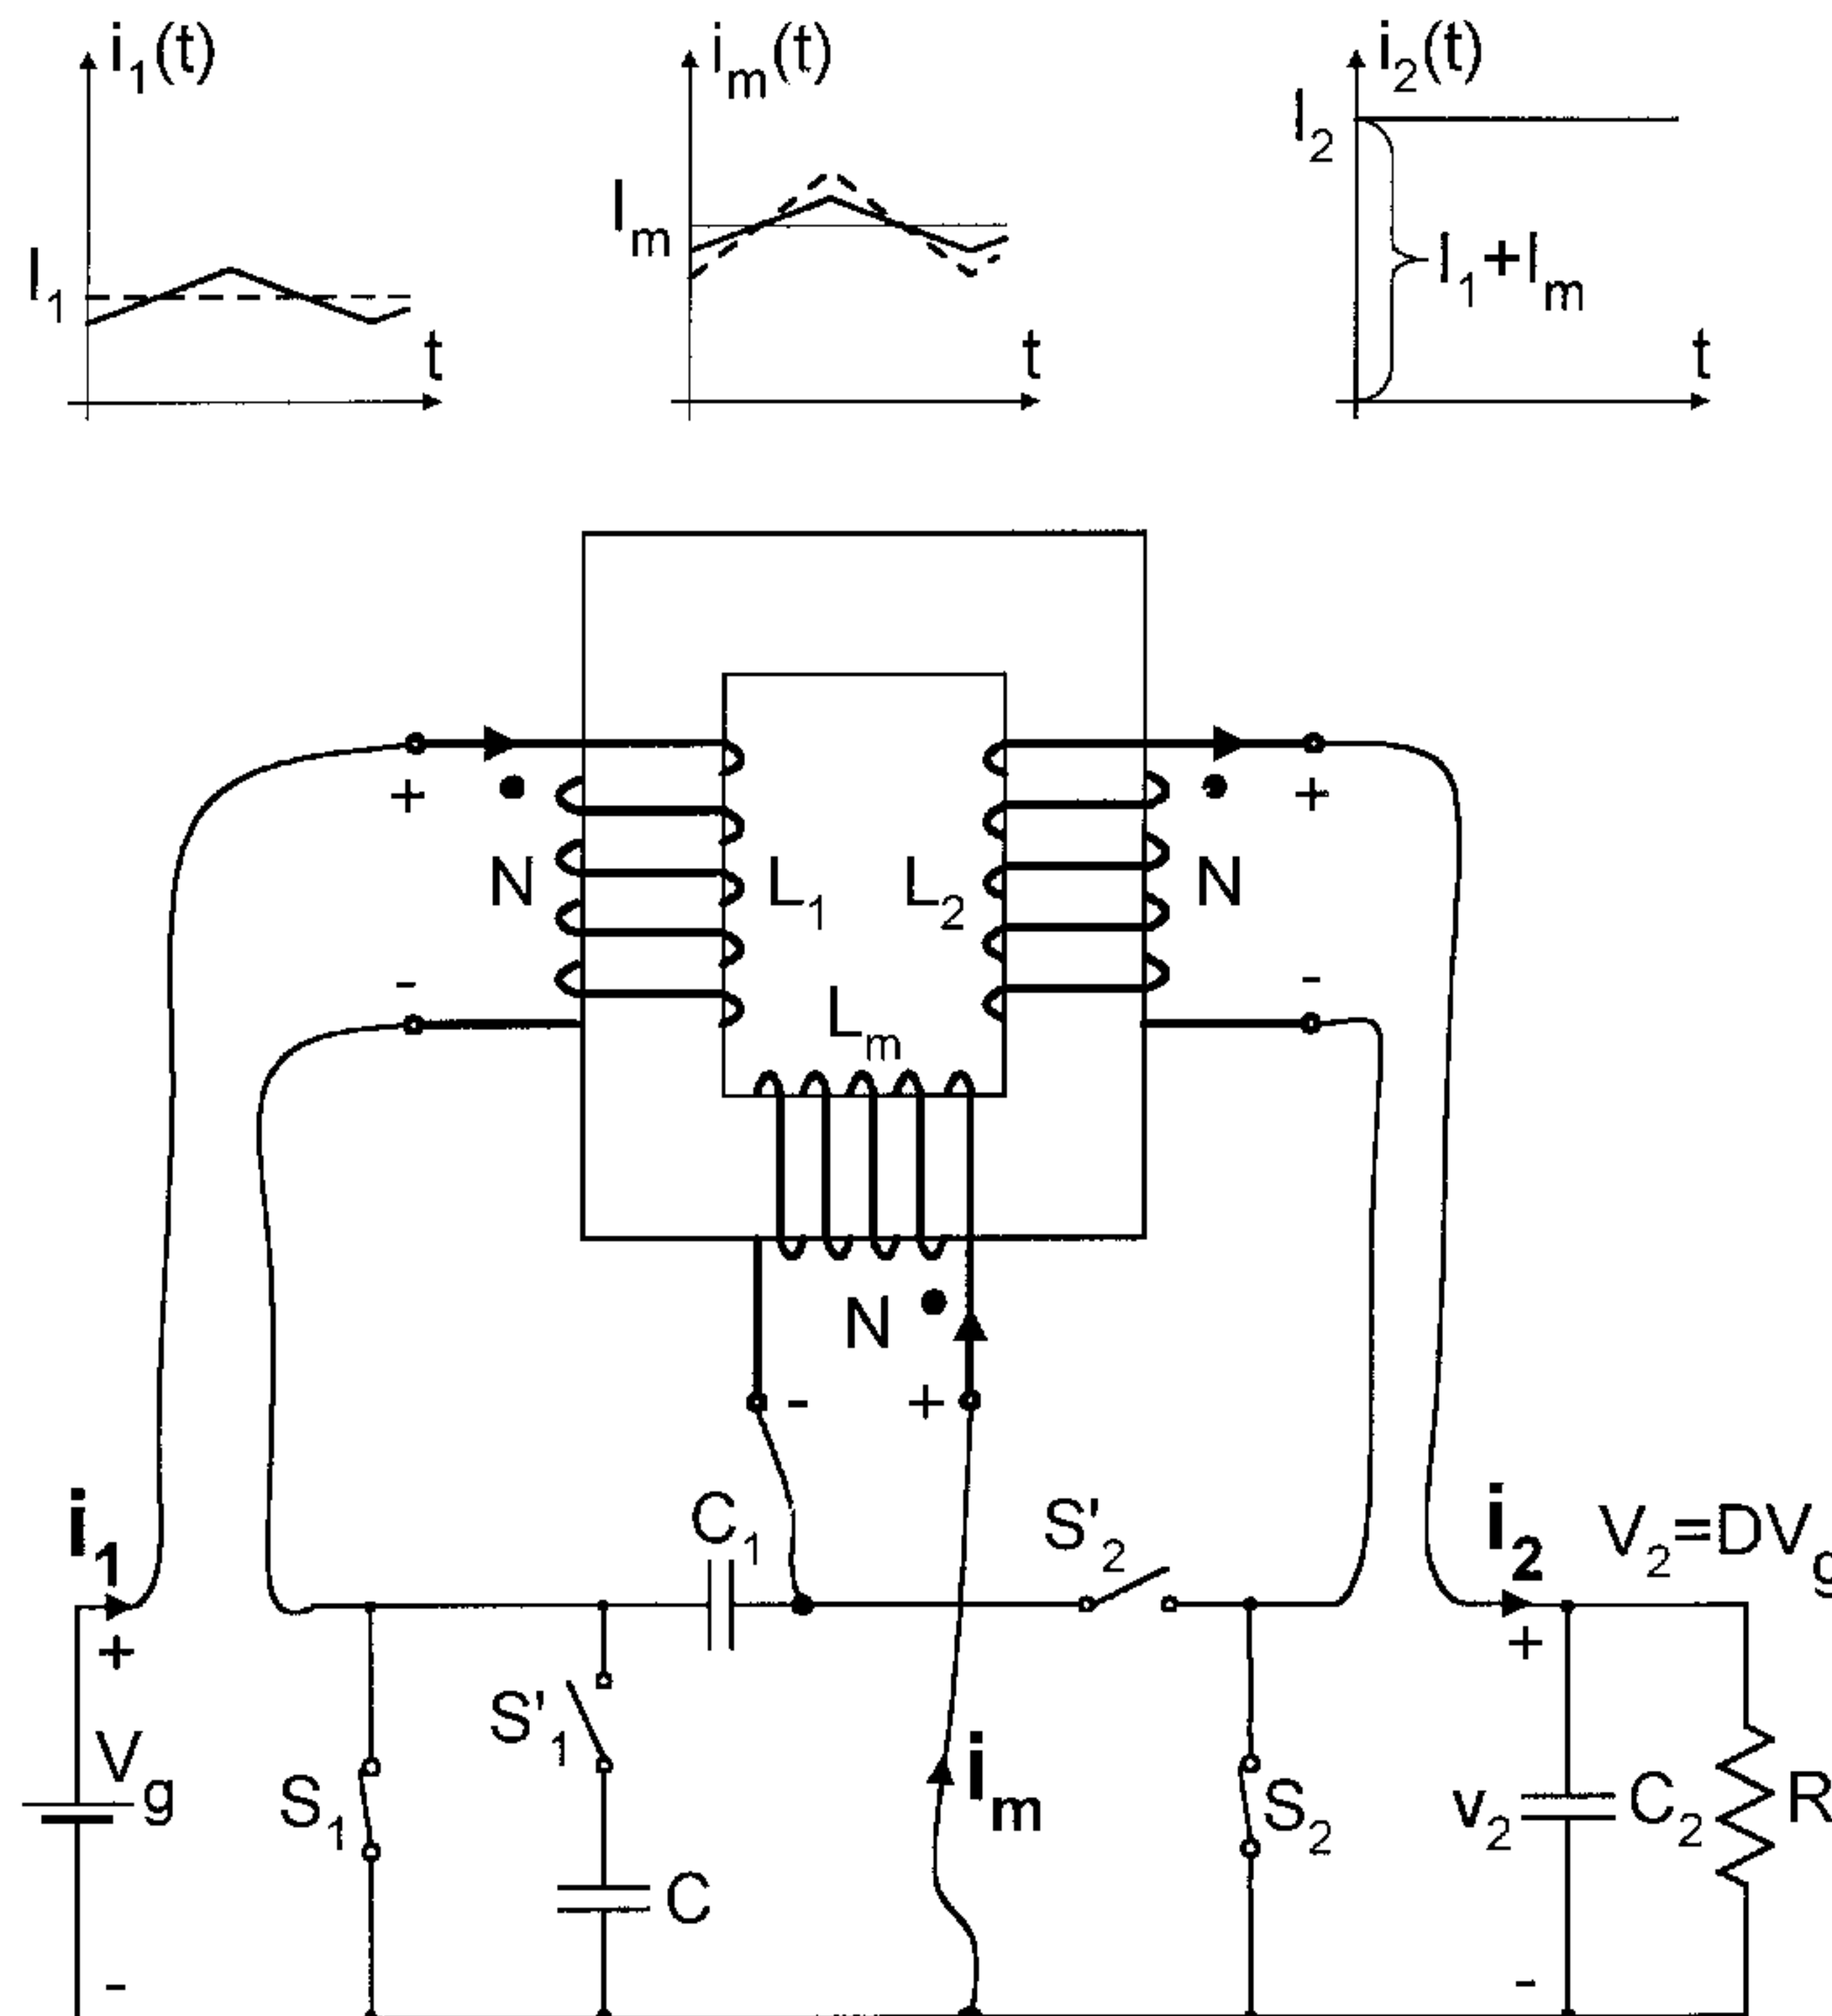 i1(t)
im(t)
i2(t)
I2
Im
I1
I1+Im
t
t
t
+
+
N
L1
L2
N
-
-
Lm
N
-
+
i1
C1
S'2
i2
V2=DVg
+
+
S'1
Vg
im
S1
S2
v2
C2
R
C
-
-